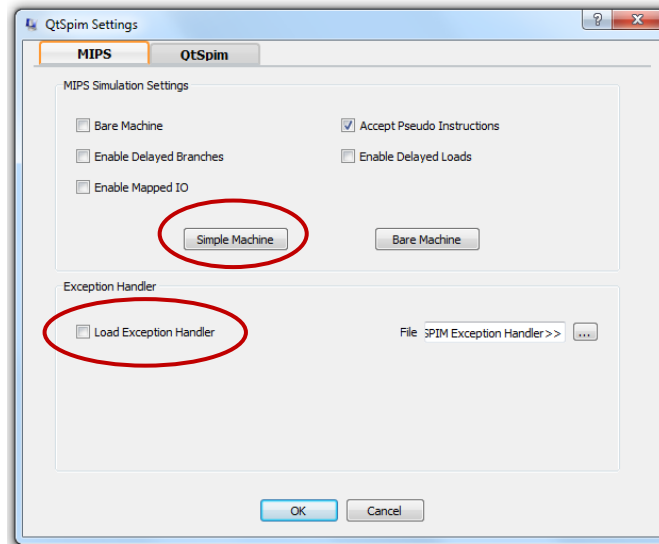 QtSpim Settings
MIPS QtSpim
MIPS Simulation Settings
Bare Machine Accept Pseudo Instructions
Enable Delayed Branches Enable Delayed Loads
Enable Mapped IO
Simple Machine Bare Machine
Exception Handler
Load Exception Handler File SPIM Exception Handler>> ...
OK Cancel